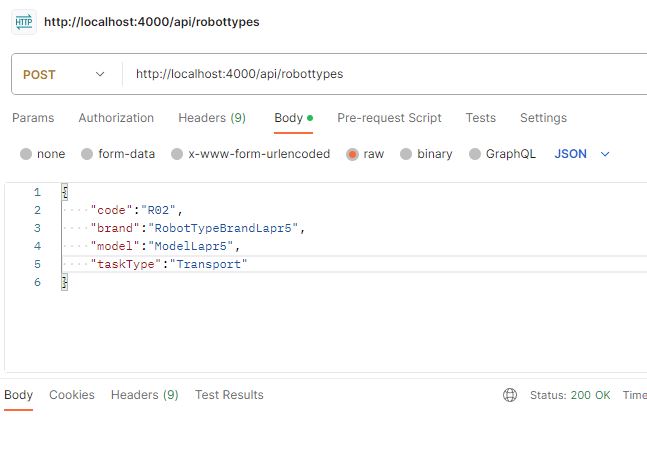 HTTP http://localhost:4000/api/robottypes
POST http://localhost:4000/api/robottypes
Params Authorization Headers (9) Body Pre-request Script Tests Settings
none form-data x-www-form-urlencoded raw binary GraphQL JSON
1 {
2 "code":"R02",
3 "brand":"RobotTypeBrandLapr5",
4 "model":"ModelLapr5",
5 "taskType":"Transport"
6 }
Body Cookies Headers (9) Test Results Status: 200 OK Time